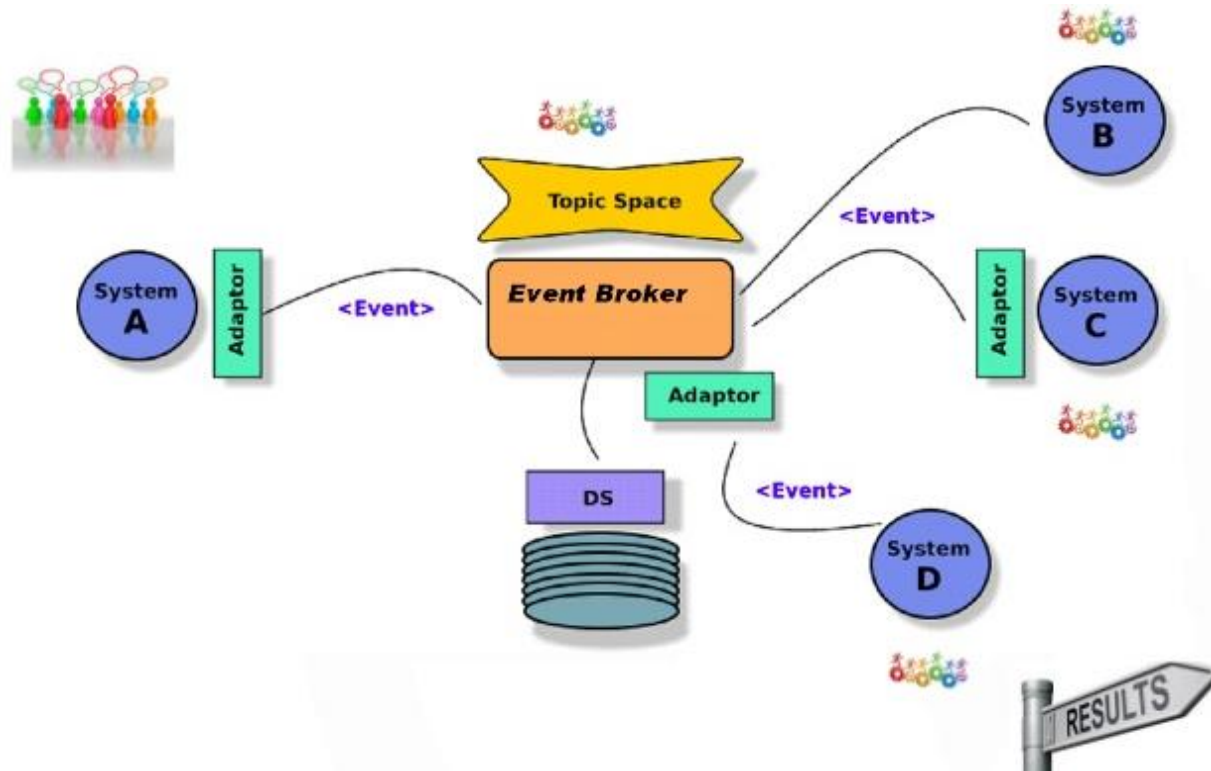 System
B
Topic Space
<Event>
System
A
Adaptor
<Event>
Event Broker
Adaptor
System
C
Adaptor
DS
<Event>
System
D
RESULTS